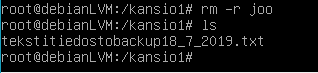 root@debianLVM:/kansio1# rm -r joo
root@debianLVM:/kansio1# ls
tekstitiedostobackup18_7_2019.txt
root@debianLVM:/kansio1#